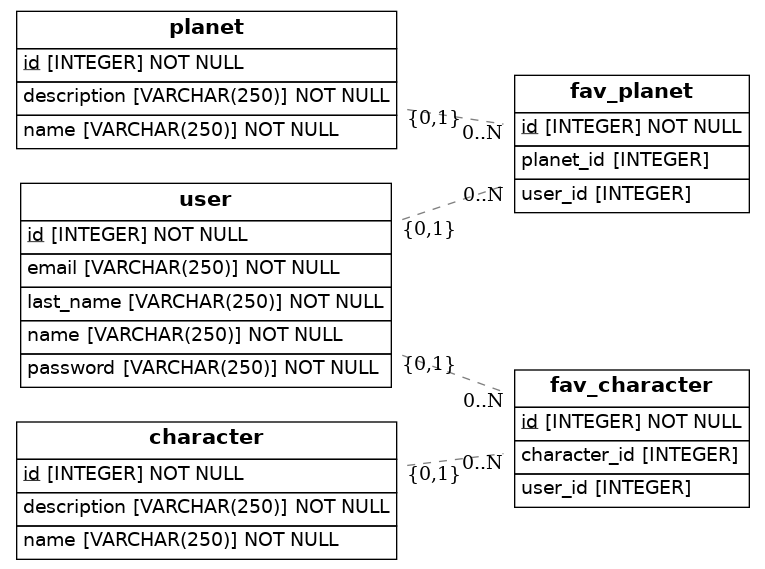 planet
id [INTEGER] NOT NULL
description [VARCHAR(250)] NOT NULL
name [VARCHAR(250)] NOT NULL
{0,1}
0..N
fav_planet
id [INTEGER] NOT NULL
planet_id [INTEGER]
user_id [INTEGER]
user
id [INTEGER] NOT NULL
email [VARCHAR(250)] NOT NULL
last_name [VARCHAR(250)] NOT NULL
name [VARCHAR(250)] NOT NULL
password [VARCHAR(250)] NOT NULL
0..N
{0,1}
{0,1}
0..N
fav_character
id [INTEGER] NOT NULL
character_id [INTEGER]
user_id [INTEGER]
character
id [INTEGER] NOT NULL
description [VARCHAR(250)] NOT NULL
name [VARCHAR(250)] NOT NULL
0..N
{0,1}